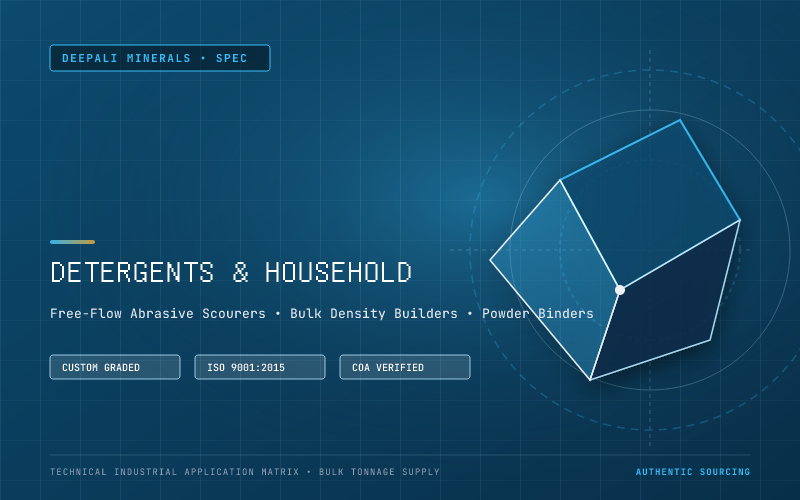 DEEPALI MINERALS • SPEC
DETERGENTS & HOUSEHOLD
Free-Flow Abrasive Scourers • Bulk Density Builders • Powder Binders
CUSTOM GRADED
ISO 9001:2015
COA VERIFIED
TECHNICAL INDUSTRIAL APPLICATION MATRIX • BULK TONNAGE SUPPLY
AUTHENTIC SOURCING